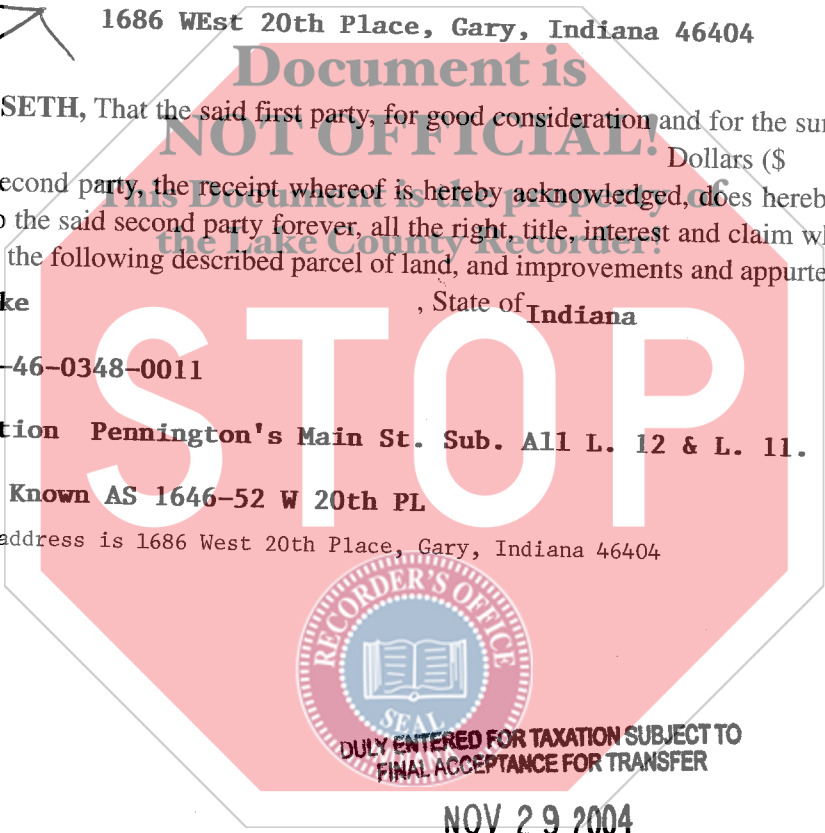 1686 WEst 20th Place, Gary, Indiana 46404
Document is
SETH, That the said first party, for good consideration and for the sum
NOT OFFICIAL!
Dollars ($
econd party, the receipt whereof is hereby acknowledged, does hereb
This Document is the property of
o the said second party forever, all the right, title, interest and claim wh
the Lake County Recorder!
the following described parcel of land, and improvements and appurte
ke , State of Indiana
STOP
-46-0348-0011
tion Pennington's Main St. Sub. All L. 12 & L. 11.
Known AS 1646-52 W 20th PL
address is 1686 West 20th Place, Gary, Indiana 46404
RECORDER'S OFFICE
SEAL
INDIANA
DULY ENTERED FOR TAXATION SUBJECT TO
FINAL ACCEPTANCE FOR TRANSFER
NOV 29 2004